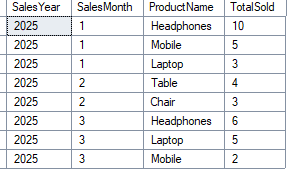 SalesYear SalesMonth ProductName TotalSold
2025 1 Headphones 10
2025 1 Mobile 5
2025 1 Laptop 3
2025 2 Table 4
2025 2 Chair 3
2025 3 Headphones 6
2025 3 Laptop 5
2025 3 Mobile 2